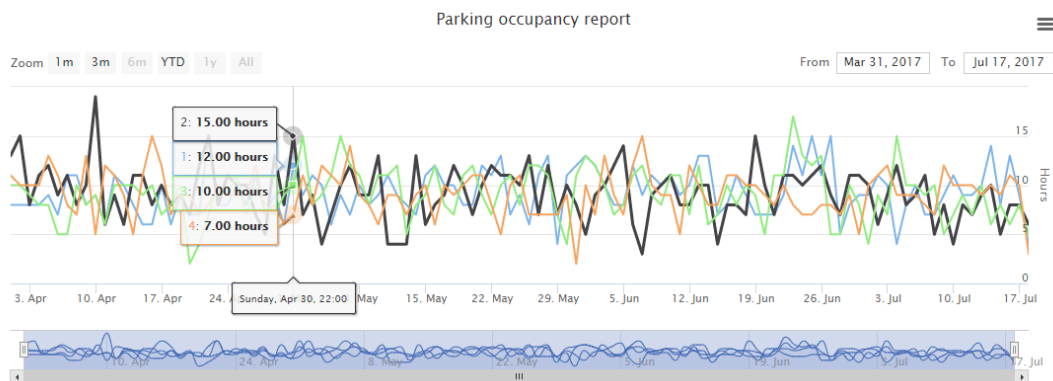 Parking occupancy report
Zoom 1m 3m 6m YTD 1y All From Mar 31, 2017 To Jul 17, 2017
2: 15.00 hours
1: 12.00 hours
3: 10.00 hours
4: 7.00 hours
15
10
5
0
Hours
3. Apr 10. Apr 17. Apr 24. May 15. May 22. May 29. May 5. Jun 12. Jun 19. Jun 26. Jun 3. Jul 10. Jul 17. Jul
Sunday, Apr 30, 22:00
10. Apr 24. Apr 8. May 22. May 5. Jun 19. Jun 3. Jul 17. Jul